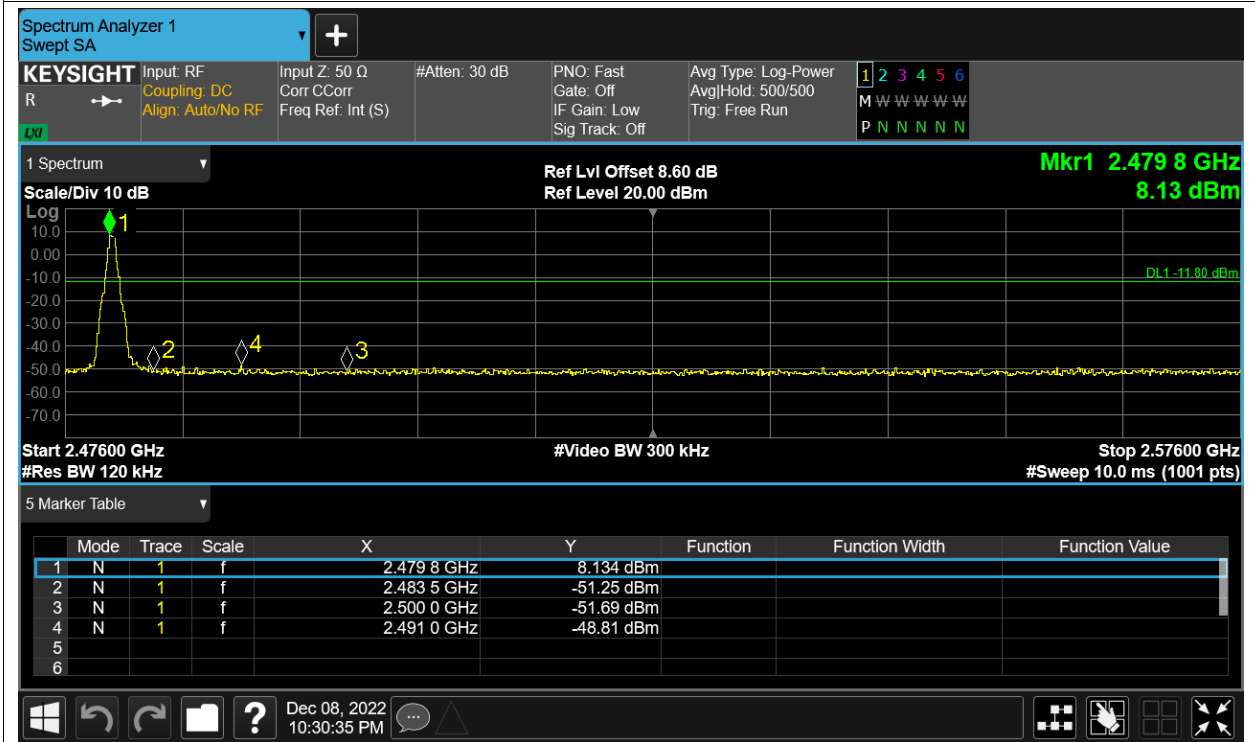 Spectrum Analyzer 1
Swept SA
+
KEYSIGHT Input: RF Input Z: 50 Ω #Atten: 30 dB PNO: Fast Avg Type: Log-Power 1 2 3 4 5 6
R Coupling: DC Corr CCorr Gate: Off Avg|Hold: 500/500 M W W W W W W
Align: Auto/No RF Freq Ref: Int (S) IF Gain: Low Trig: Free Run
LXI Sig Track: Off P N N N N N N
1 Spectrum Ref Lvl Offset 8.60 dB Mkr1 2.479 8 GHz
Scale/Div 10 dB Ref Level 20.00 dBm 8.13 dBm
Log
1
10.0
0.00
-10.0 DL1 -11.80 dBm
-20.0
-30.0
-40.0 2 4 3
-50.0
-60.0
-70.0
Start 2.47600 GHz #Video BW 300 kHz Stop 2.57600 GHz
#Res BW 120 kHz #Sweep 10.0 ms (1001 pts)
5 Marker Table
Mode Trace Scale X Y Function Function Width Function Value
1 N 1 f 2.479 8 GHz 8.134 dBm
2 N 1 f 2.483 5 GHz -51.25 dBm
3 N 1 f 2.500 0 GHz -51.69 dBm
4 N 1 f 2.491 0 GHz -48.81 dBm
5
6
? Dec 08, 2022
10:30:35 PM